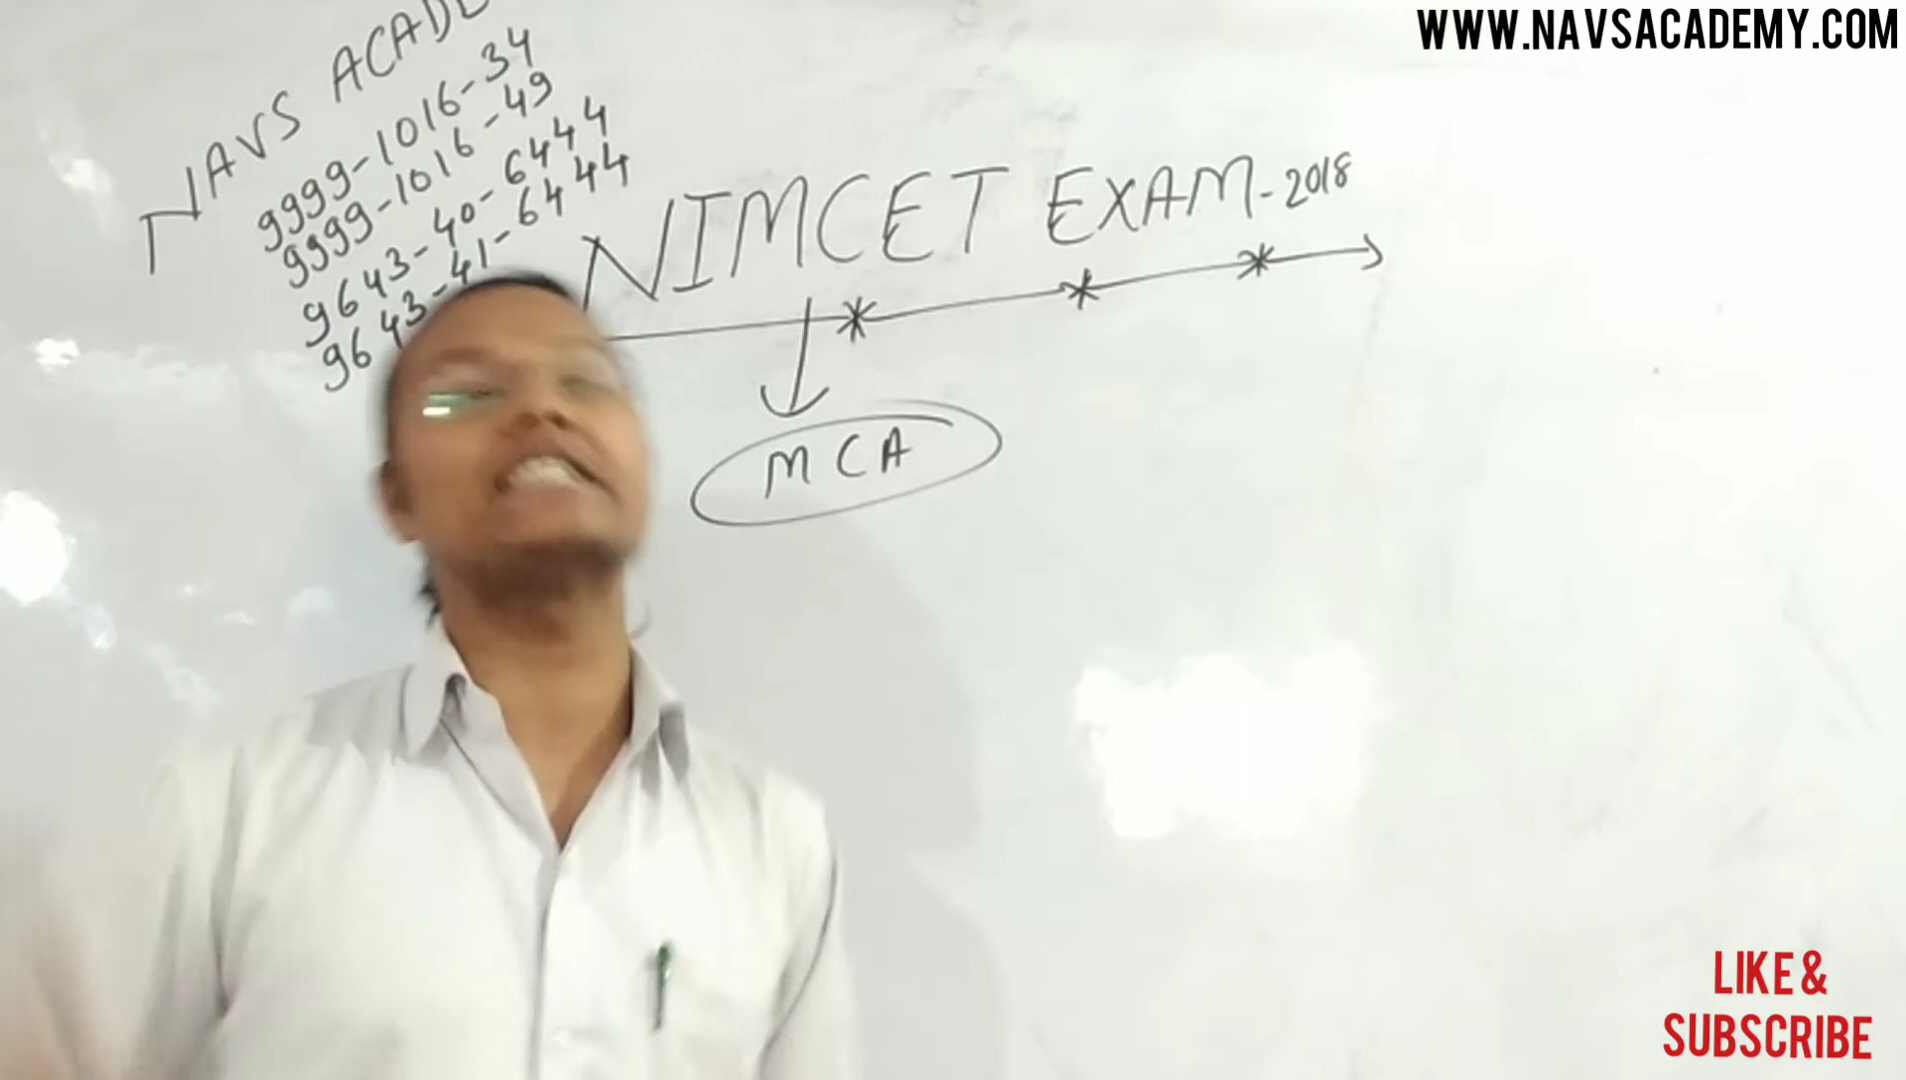 WWW.NAVSACADEMY.COM
NAVS ACADE
9999-1016-34
9999-1016-49
9643-40-6444
9643-41-6444
NIMCET EXAM-2018
MCA
LIKE &
SUBSCRIBE